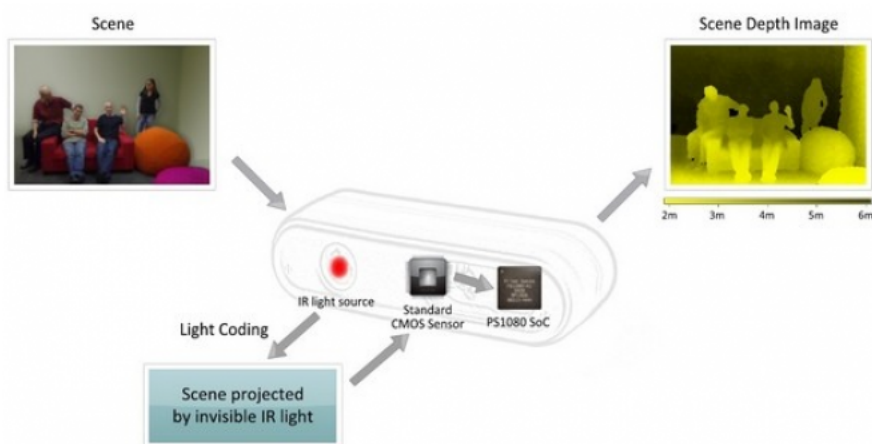 Scene
Scene Depth Image
2m 3m 4m 5m 6m
IR light source
Standard
CMOS Sensor
PS1080 SoC
Light Coding
Scene projected
by invisible IR light